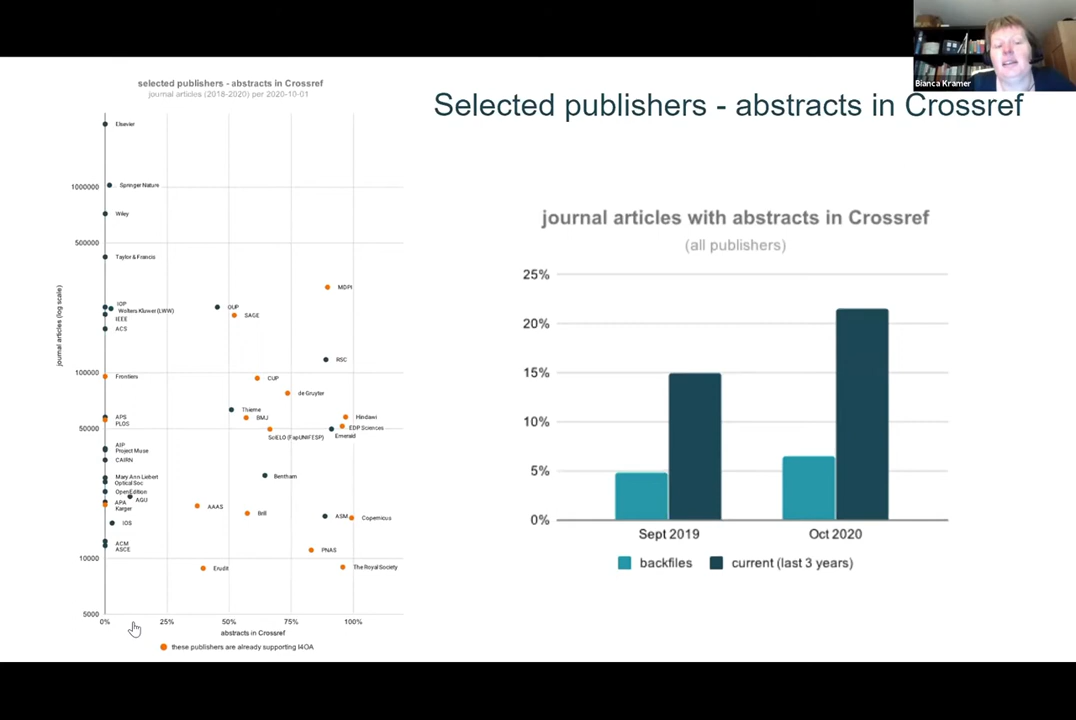 Bianca Kramer
Selected publishers - abstracts in Crossref
selected publishers - abstracts in Crossref
journal articles (2018-2020) per 2020-10-01
journal articles (log scale)
1000000
500000
100000
50000
10000
5000
Elsevier
Springer Nature
Wiley
Taylor & Francis
MDPI
IOP
Wolters Kluwer (LWW)
OUP
IEEE
SAGE
ACS
RSC
Frontiers
CUP
de Gruyter
Thieme
APS
BMJ
Hindawi
PLOS
EDP Sciences
SciELO (FapUNIFESP)
Emerald
AIP
Project Muse
CAIRN
Mary Ann Liebert
Bentham
Optical Soc
OpenEdition
AGU
APA
AAAS
Karger
Brill
ASM
Copernicus
IOS
ACM
ASCE
PNAS
Erudit
The Royal Society
0%
25%
50%
75%
100%
abstracts in Crossref
these publishers are already supporting I4OA
journal articles with abstracts in Crossref
(all publishers)
25%
20%
15%
10%
5%
0%
Sept 2019
Oct 2020
backfiles
current (last 3 years)